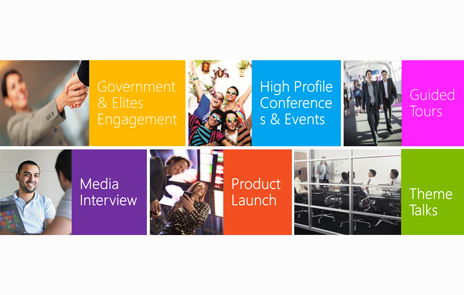 Government
& Elites
Engagement
High Profile
Conference
s & Events
Guided
Tours
Media
Interview
Product
Launch
Theme
Talks